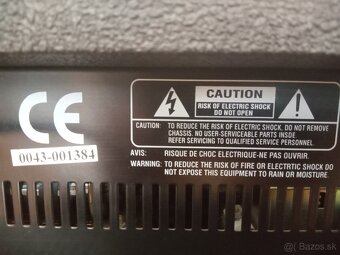 CE
0043-001384
CAUTION
RISK OF ELECTRIC SHOCK
DO NOT OPEN
CAUTION: TO REDUCE THE RISK OF ELECTRIC SHOCK, DO NOT REMOVE
CHASSIS. NO USER-SERVICEABLE PARTS INSDE
REFER SERVICING TO A QUALIFIED SERVICE PERSONNEL.
AVIS: RISQUE DE CHOC ELECTRIQUE-NE PAS OUVRIR.
WARNING: TO REDUCE THE RISK OF FIRE OR ELECTRTIC SHOCK DO
NOT EXPOSE THIS EQUIPMENT TO RAIN OR MOISTURE
Bazos.sk